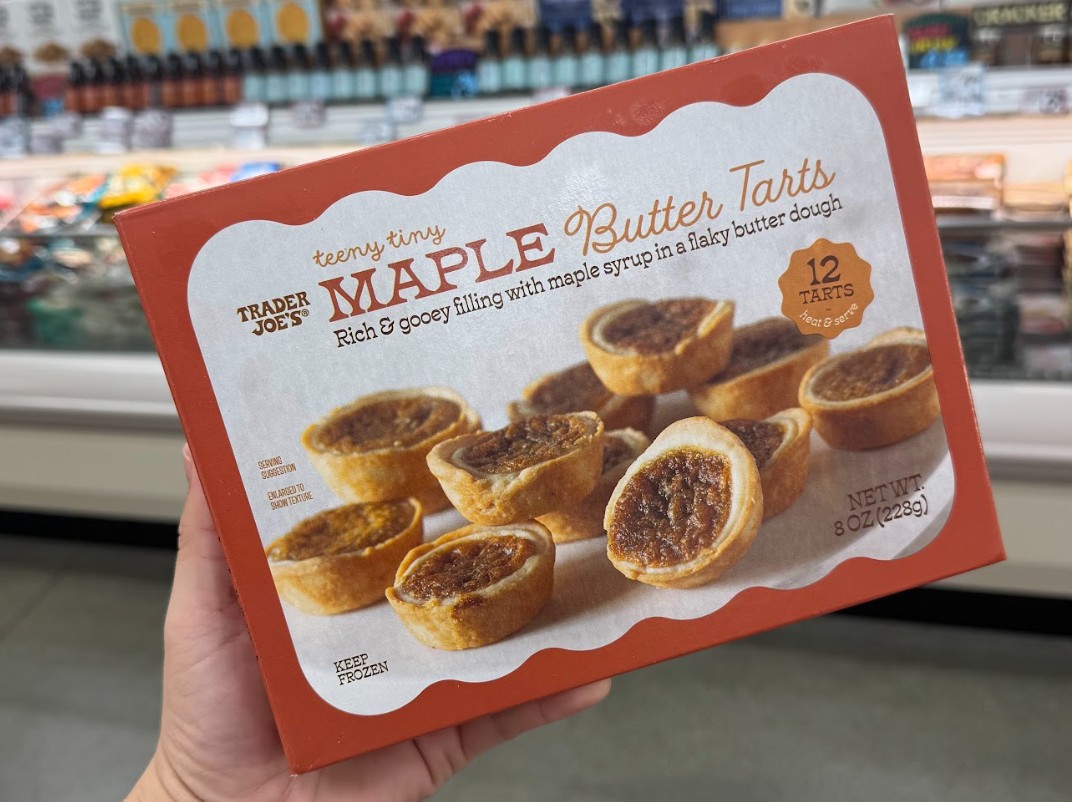 teeny tiny
MAPLE Butter Tarts
TRADER
JOE'S®
Rich & gooey filling with maple syrup in a flaky butter dough
12
TARTS
heat & serve
SERVING
SUGGESTION
ENLARGED TO
SHOW TEXTURE
NET WT.
8 OZ (228g)
KEEP
FROZEN
CRACKER